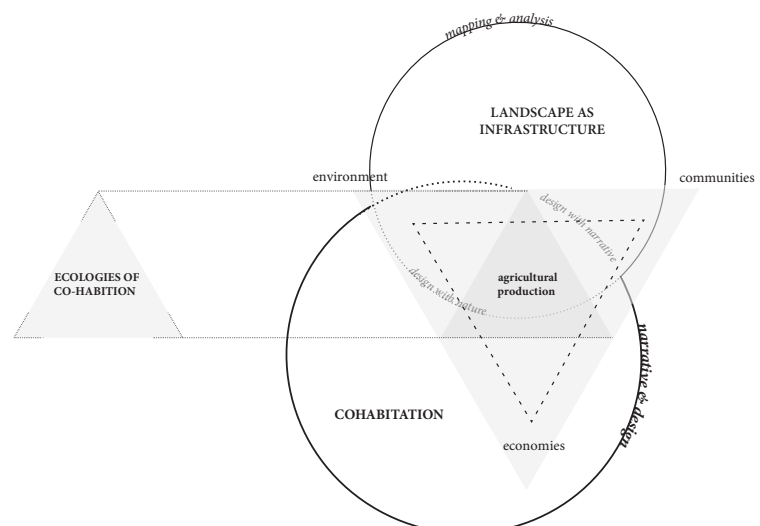 mapping & analysis
LANDSCAPE AS
INFRASTRUCTURE
environment
communities
design with narrative
ECOLOGIES OF
CO-HABITION
agricultural
production
design with nature
narrative & design
COHABITATION
economies